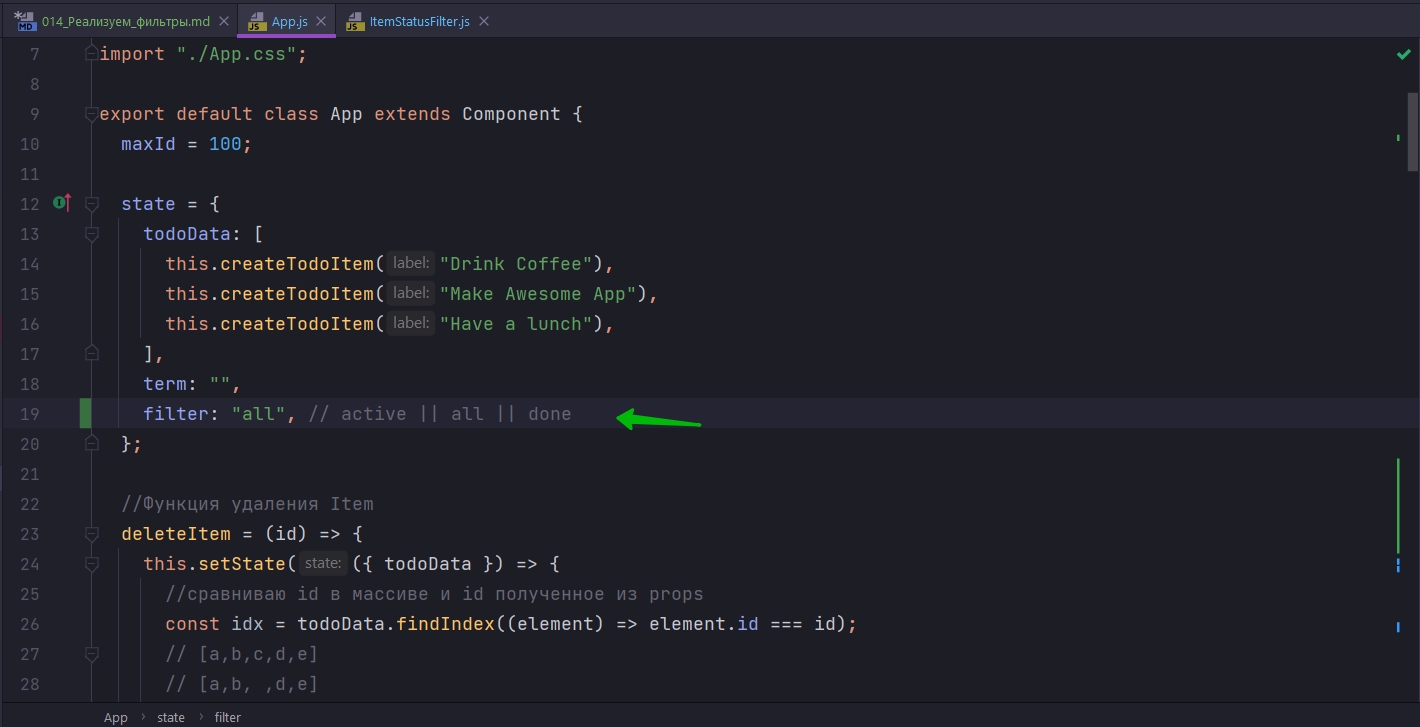 014_Реализуем_фильтры.md App.js ItemStatusFilter.js
7 import "./App.css";
8
9 export default class App extends Component {
10 maxId = 100;
11
12 state = {
13 todoData: [
14 this.createTodoItem( label: "Drink Coffee"),
15 this.createTodoItem( label: "Make Awesome App"),
16 this.createTodoItem( label: "Have a lunch"),
17 ],
18 term: "",
19 filter: "all", // active || all || done
20 };
21
22 //Функция удаления Item
23 deleteItem = (id) => {
24 this.setState( state: ({ todoData }) => {
25 //сравниваю id в массиве и id полученное из props
26 const idx = todoData.findIndex((element) => element.id === id);
27 // [a,b,c,d,e]
28 // [a,b, ,d,e]
App › state › filter